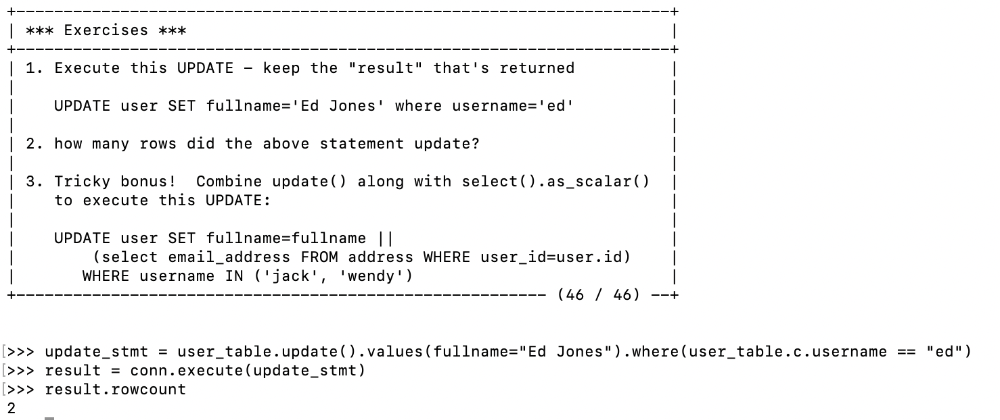 +---------------------------------------------------------------------+
| *** Exercises ***                                                   |
+---------------------------------------------------------------------+
| 1. Execute this UPDATE - keep the "result" that's returned          |
|                                                                     |
|    UPDATE user SET fullname='Ed Jones' where username='ed'          |
|                                                                     |
| 2. how many rows did the above statement update?                    |
|                                                                     |
| 3. Tricky bonus!  Combine update() along with select().as_scalar()  |
|    to execute this UPDATE:                                          |
|                                                                     |
|    UPDATE user SET fullname=fullname ||                             |
|        (select email_address FROM address WHERE user_id=user.id)    |
|       WHERE username IN ('jack', 'wendy')                           |
+-------------------------------------------------------- (46 / 46) --+
[>>> update_stmt = user_table.update().values(fullname="Ed Jones").where(user_table.c.username == "ed")
[>>> result = conn.execute(update_stmt)
[>>> result.rowcount
2